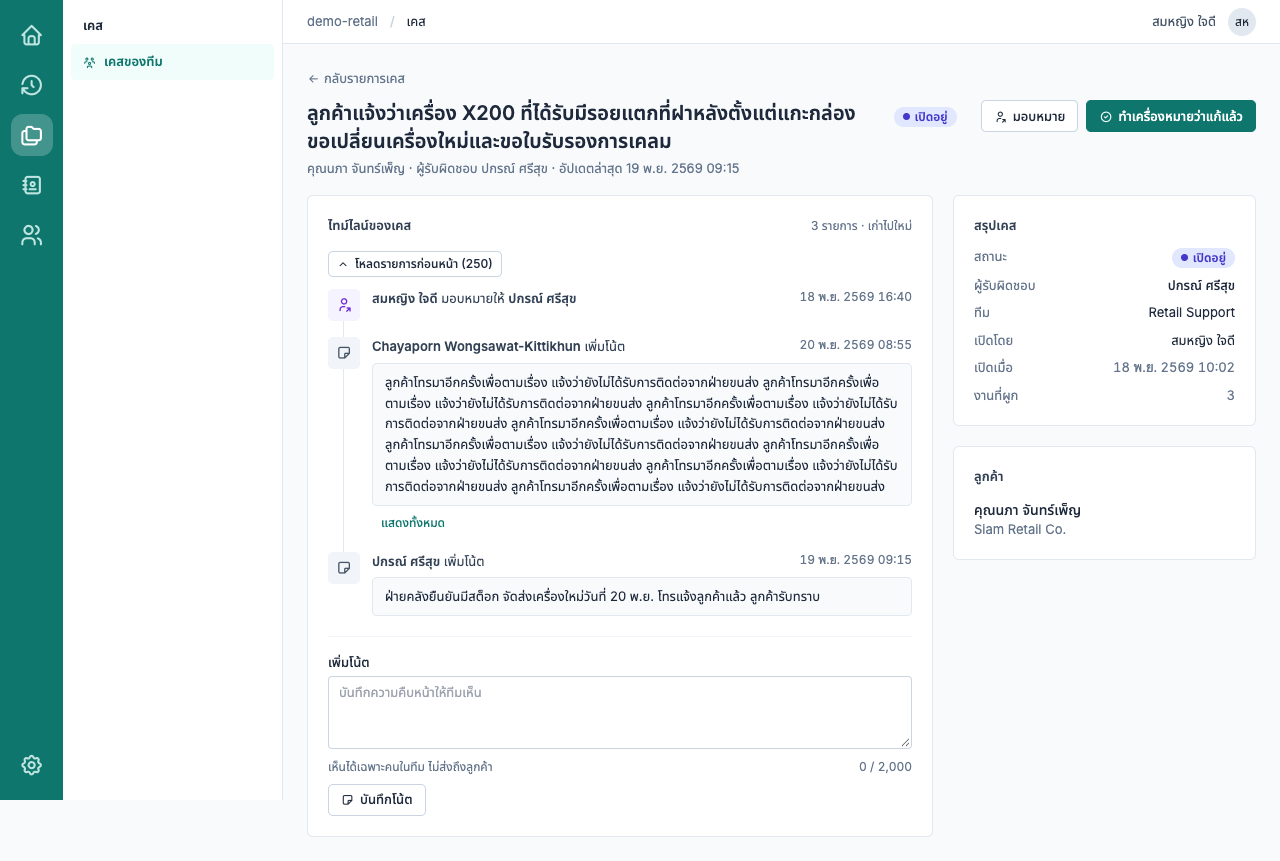 เคส
เคสของทีม
demo-retail / เคส
สมหญิง ใจดี
สห
← กลับรายการเคส
ลูกค้าแจ้งว่าเครื่อง X200 ที่ได้รับมีรอยแตกที่ฝาหลังตั้งแต่แกะกล่อง
ขอเปลี่ยนเครื่องใหม่และขอใบรับรองการเคลม
เปิดอยู่
มอบหมาย
ทำเครื่องหมายว่าแก้แล้ว
คุณนภา จันทร์เพ็ญ · ผู้รับผิดชอบ ปกรณ์ ศรีสุข · อัปเดตล่าสุด 19 พ.ย. 2569 09:15
ไทม์ไลน์ของเคส
3 รายการ · เก่าไปใหม่
โหลดรายการก่อนหน้า (250)
สมหญิง ใจดี มอบหมายให้ ปกรณ์ ศรีสุข
18 พ.ย. 2569 16:40
Chayaporn Wongsawat-Kittikhun เพิ่มโน้ต
20 พ.ย. 2569 08:55
ลูกค้าโทรมาอีกครั้งเพื่อตามเรื่อง แจ้งว่ายังไม่ได้รับการติดต่อจากฝ่ายขนส่ง ลูกค้าโทรมาอีกครั้งเพื่อ
ตามเรื่อง แจ้งว่ายังไม่ได้รับการติดต่อจากฝ่ายขนส่ง ลูกค้าโทรมาอีกครั้งเพื่อตามเรื่อง แจ้งว่ายังไม่ได้รับ
การติดต่อจากฝ่ายขนส่ง ลูกค้าโทรมาอีกครั้งเพื่อตามเรื่อง แจ้งว่ายังไม่ได้รับการติดต่อจากฝ่ายขนส่ง
ลูกค้าโทรมาอีกครั้งเพื่อตามเรื่อง แจ้งว่ายังไม่ได้รับการติดต่อจากฝ่ายขนส่ง ลูกค้าโทรมาอีกครั้งเพื่อ
ตามเรื่อง แจ้งว่ายังไม่ได้รับการติดต่อจากฝ่ายขนส่ง ลูกค้าโทรมาอีกครั้งเพื่อตามเรื่อง แจ้งว่ายังไม่ได้รับ
การติดต่อจากฝ่ายขนส่ง ลูกค้าโทรมาอีกครั้งเพื่อตามเรื่อง แจ้งว่ายังไม่ได้รับการติดต่อจากฝ่ายขนส่ง
แสดงทั้งหมด
ปกรณ์ ศรีสุข เพิ่มโน้ต
19 พ.ย. 2569 09:15
ฝ่ายคลังยืนยันมีสต็อก จัดส่งเครื่องใหม่วันที่ 20 พ.ย. โทรแจ้งลูกค้าแล้ว ลูกค้ารับทราบ
เพิ่มโน้ต
บันทึกความคืบหน้าให้ทีมเห็น
เห็นได้เฉพาะคนในทีม ไม่ส่งถึงลูกค้า
0 / 2,000
บันทึกโน้ต
สรุปเคส
สถานะ
เปิดอยู่
ผู้รับผิดชอบ
ปกรณ์ ศรีสุข
ทีม
Retail Support
เปิดโดย
สมหญิง ใจดี
เปิดเมื่อ
18 พ.ย. 2569 10:02
งานที่ผูก
3
ลูกค้า
คุณนภา จันทร์เพ็ญ
Siam Retail Co.